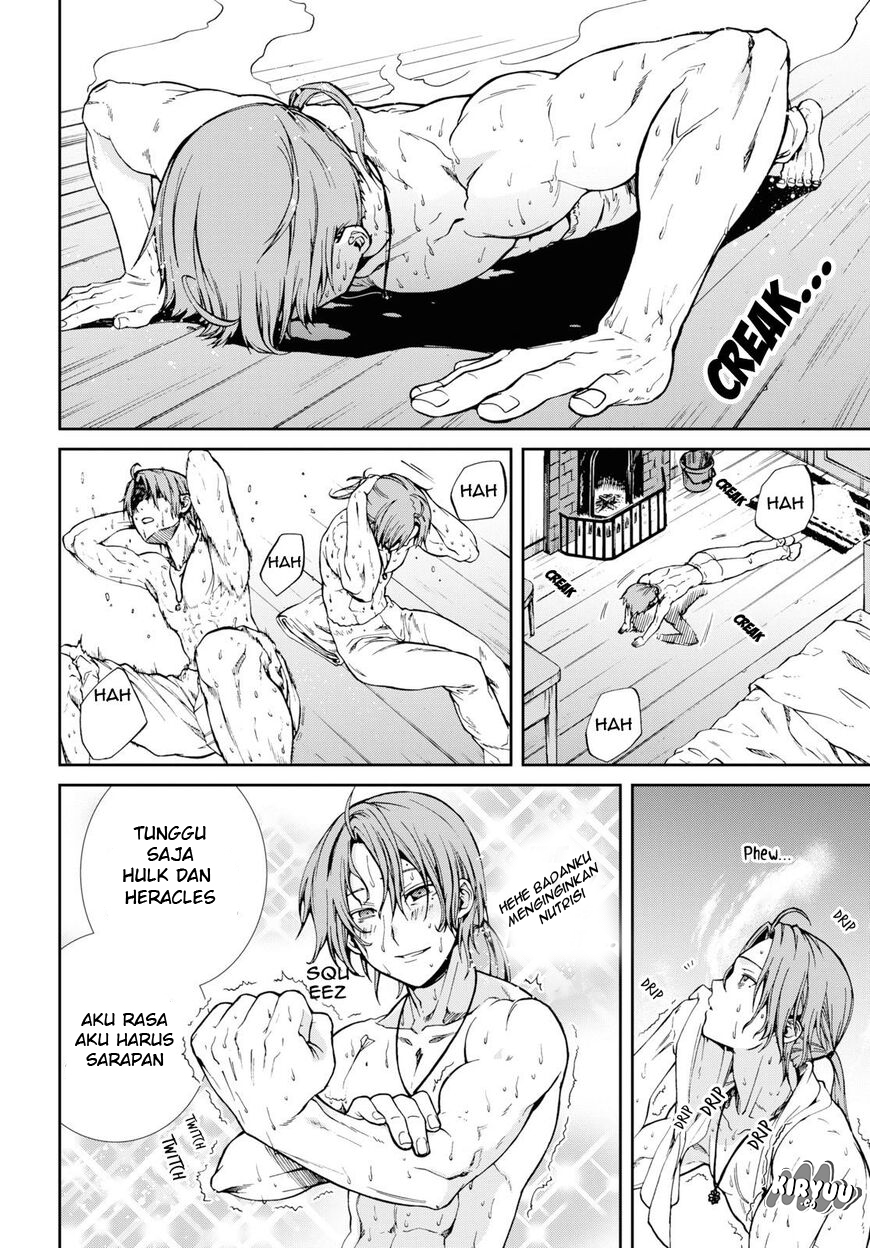 CREAK...
CREAK
HAH
CREAK
CREAK
HAH
HAH
HAH
HAH
Phew...
DRIP
DRIP
DRIP
DRIP
DRIP
KIRYUU
HEHE BADANKU
MENGINGINKAN
NUTRISI
TUNGGU
SAJA
HULK DAN
HERACLES
SQU
EEZ
AKU RASA
AKU HARUS
SARAPAN
TWITCH
TWITCH